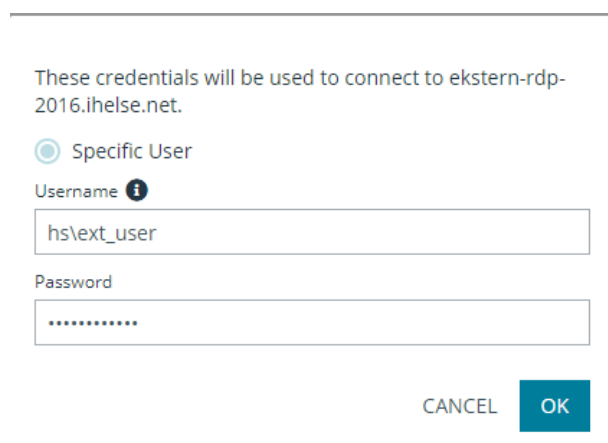 These credentials will be used to connect to ekstern-rdp-
2016.ihelse.net.
Specific User
Username
hs\ext_user
Password
••••••••••••
CANCEL OK